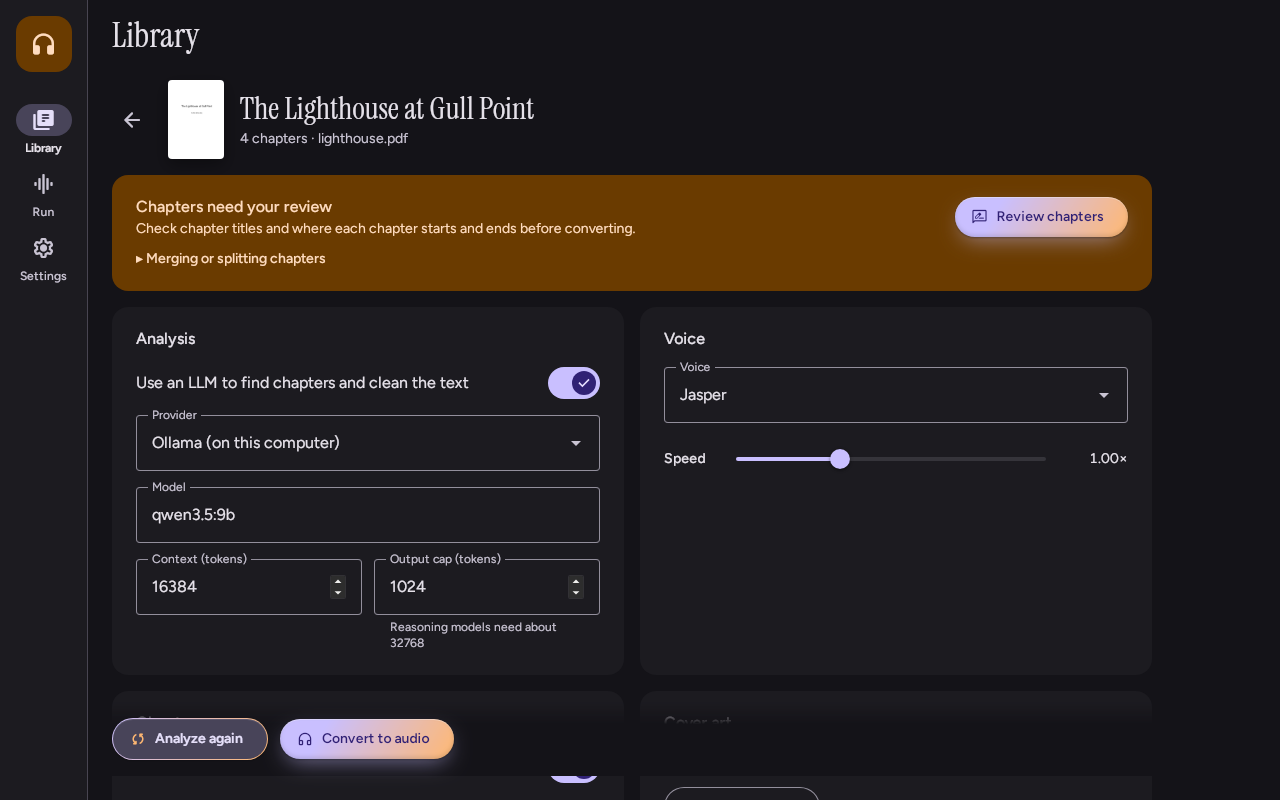 Library
The Lighthouse at Gull Point
4 chapters · lighthouse.pdf
Library
Run
Settings
Chapters need your review
Check chapter titles and where each chapter starts and ends before converting.
▸ Merging or splitting chapters
Review chapters
Analysis
Use an LLM to find chapters and clean the text
Provider
Ollama (on this computer)
Model
qwen3.5:9b
Context (tokens)
16384
Output cap (tokens)
1024
Reasoning models need about
32768
Voice
Voice
Jasper
Speed
1.00×
Cover art
Analyze again
Convert to audio